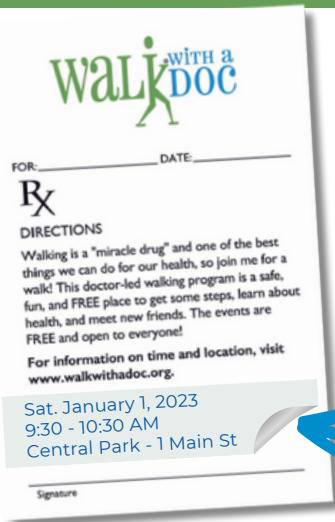 Walk with a Doc
FOR: DATE:
Rx
DIRECTIONS
Walking is a "miracle drug" and one of the best
things we can do for our health, so join me for a
walk! This doctor-led walking program is a safe,
fun, and FREE place to get some steps, learn about
health, and meet new friends. The events are
FREE and open to everyone!
For information on time and location, visit
www.walkwithadoc.org.
Sat. January 1, 2023
9:30 - 10:30 AM
Central Park - 1 Main St
Signature